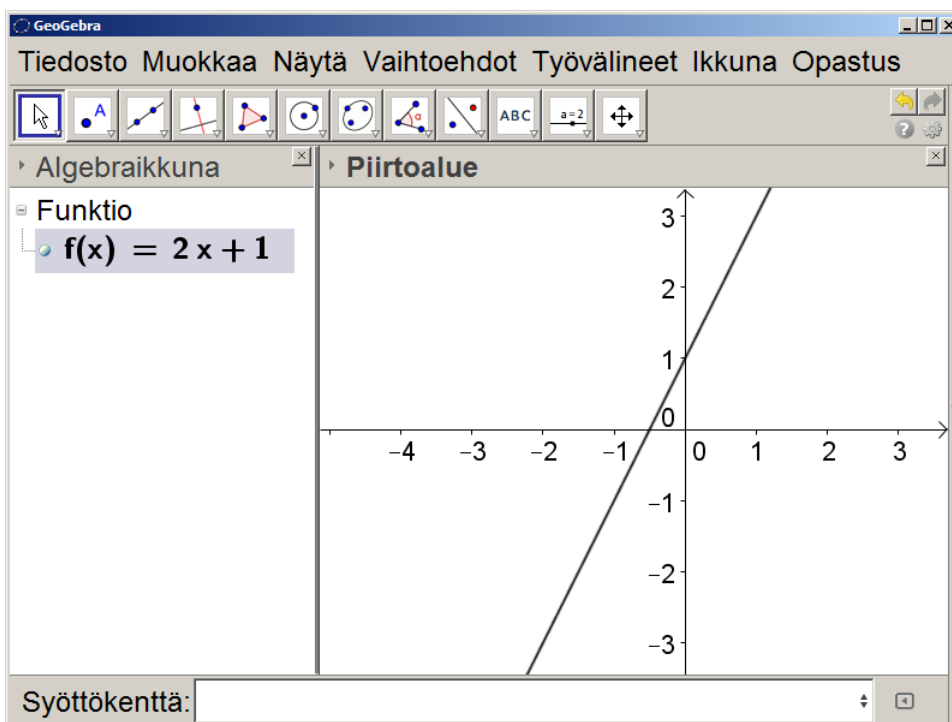 GeoGebra
Tiedosto Muokkaa Näytä Vaihtoehdot Työvälineet Ikkuna Opastus
A α ABC a=2 ?
Algebraikkuna
Piirtoalue
Funktio
f(x) = 2 x + 1
3
2
1
0
−4 −3 −2 −1 0 1 2 3
−1
−2
−3
Syöttökenttä: